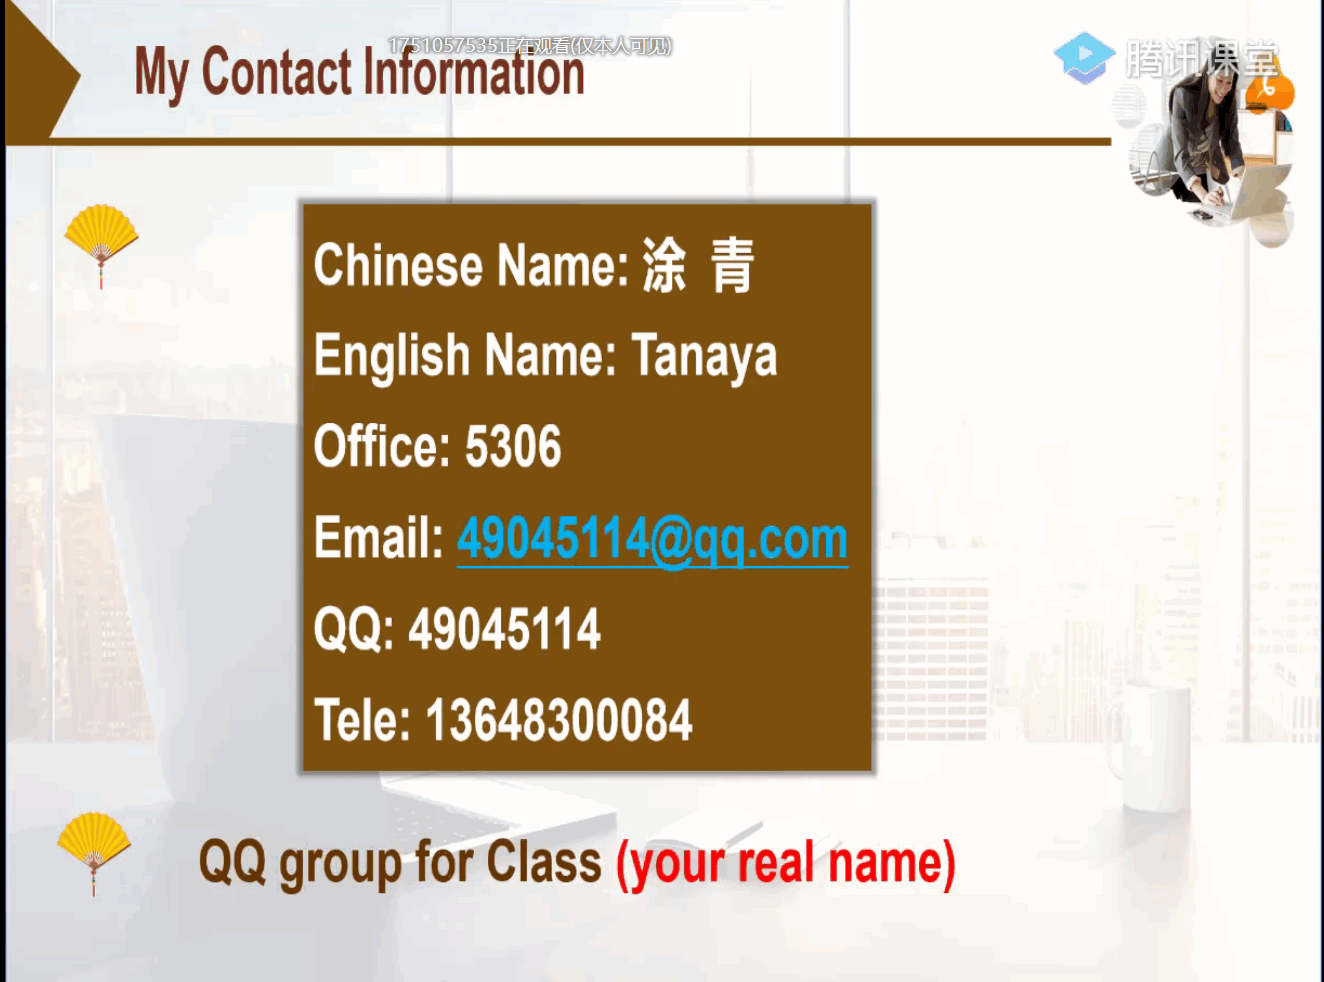 1751057535正在观看(仅本人可见)
腾讯课堂
My Contact Information
Chinese Name: 涂 青
English Name: Tanaya
Office: 5306
Email: 49045114@qq.com
QQ: 49045114
Tele: 13648300084
QQ group for Class (your real name)